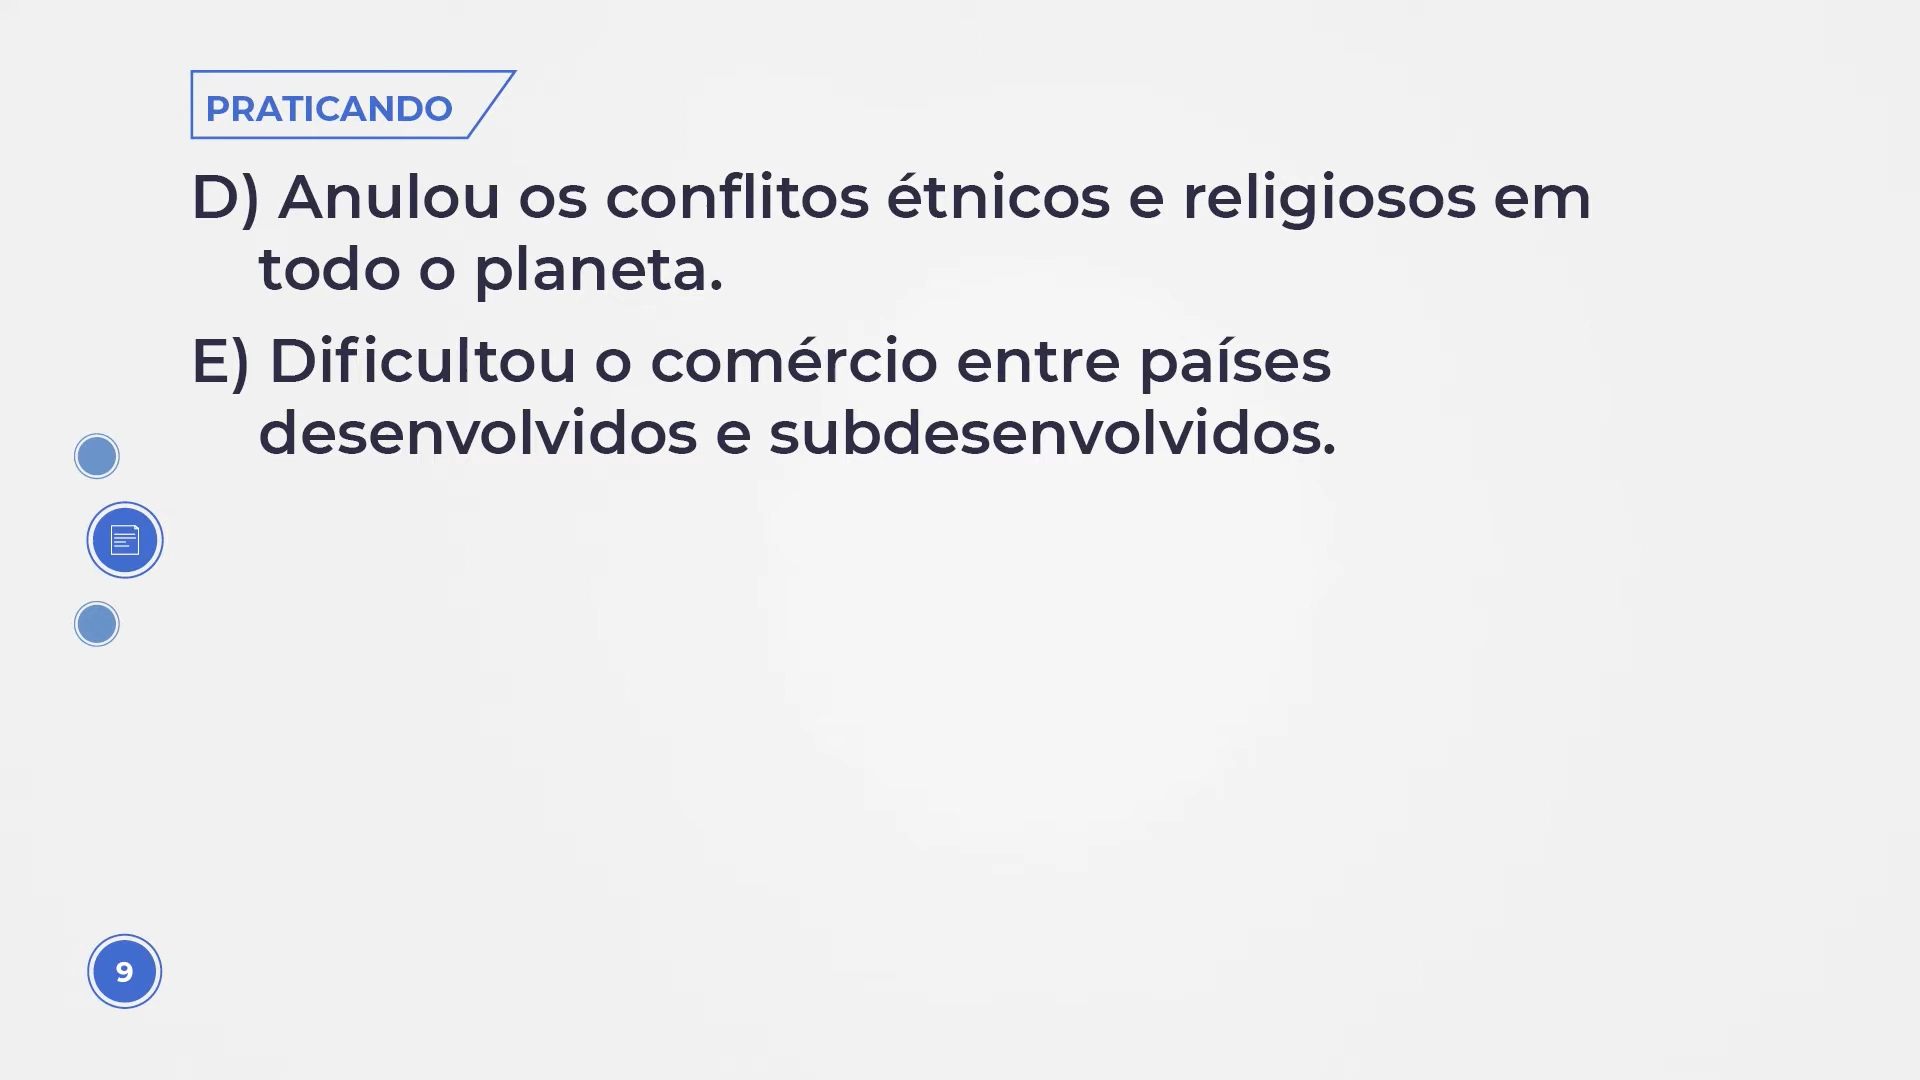 PRATICANDO
D) Anulou os conflitos étnicos e religiosos em
todo o planeta.
E) Dificultou o comércio entre países
desenvolvidos e subdesenvolvidos.
9